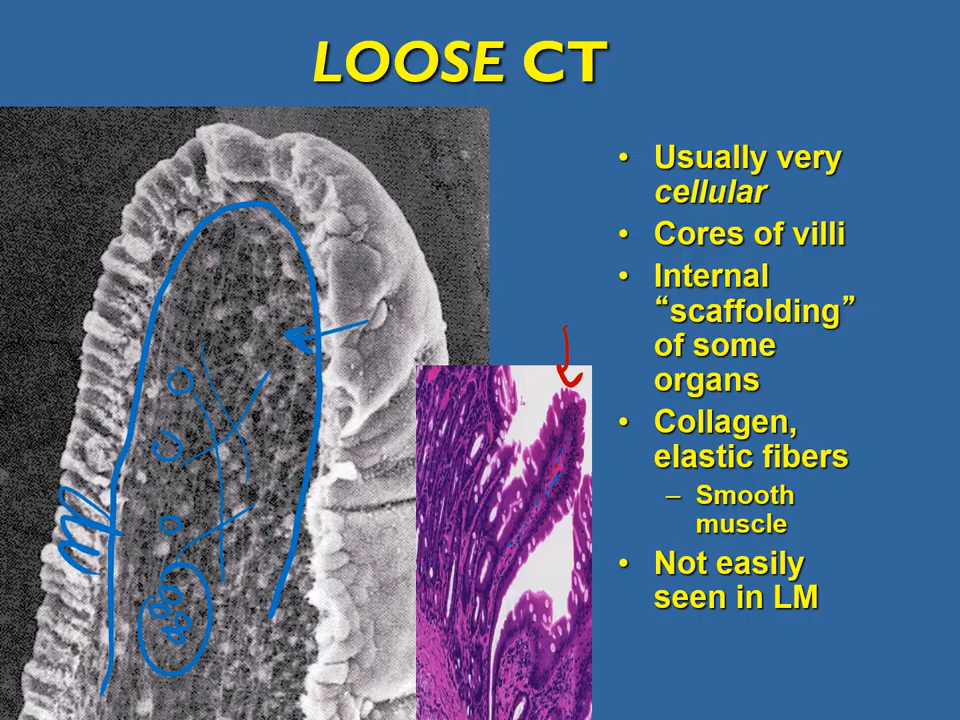 LOOSE CT
• Usually very
cellular
• Cores of villi
• Internal
“scaffolding”
of some
organs
• Collagen,
elastic fibers
– Smooth
muscle
• Not easily
seen in LM